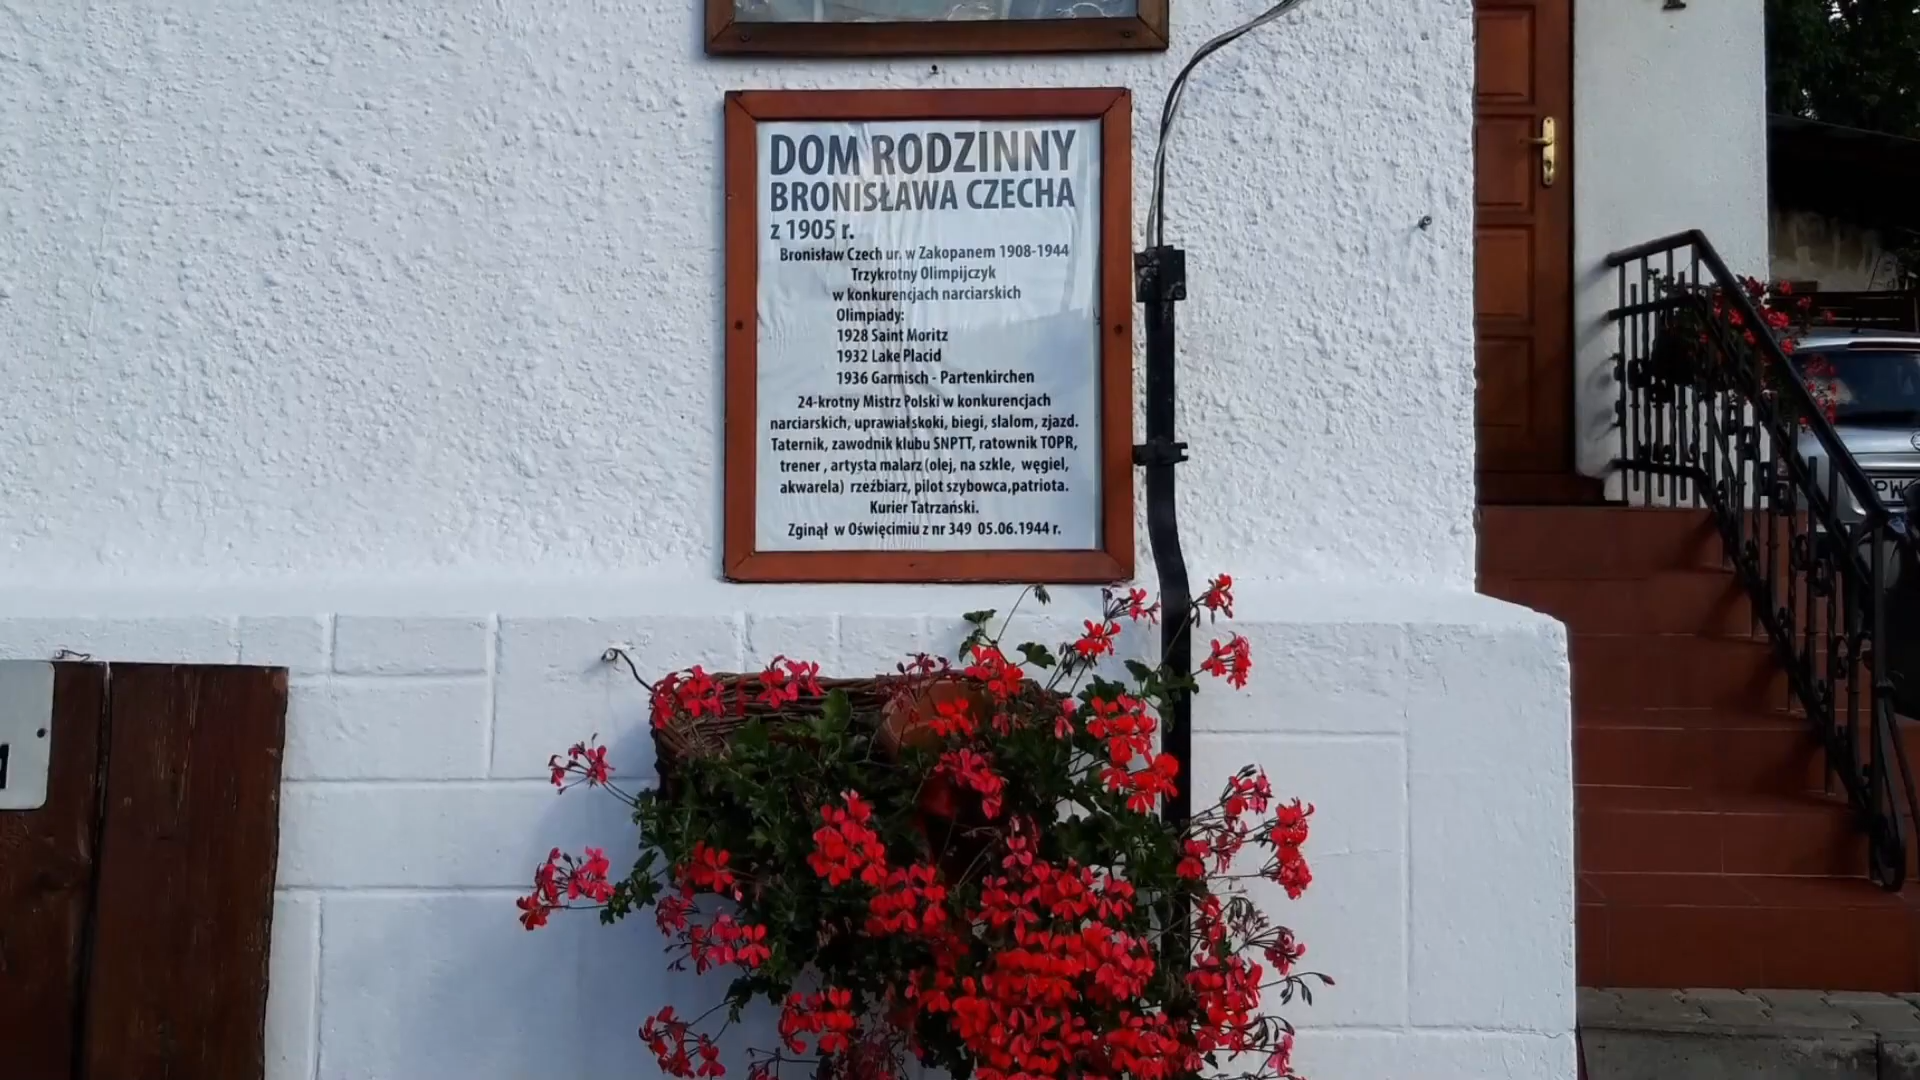 DOM RODZINNY
BRONISŁAWA CZECHA
z 1905 r.
Bronisław Czech ur. w Zakopanem 1908-1944
Trzykrotny Olimpijczyk
w konkurencjach narciarskich
Olimpiady:
1928 Saint Moritz
1932 Lake Placid
1936 Garmisch - Partenkirchen
24-krotny Mistrz Polski w konkurencjach
narciarskich, uprawiał skoki, biegi, slalom, zjazd.
Taternik, zawodnik klubu SNPTT, ratownik TOPR,
trener , artysta malarz (olej, na szkle, węgiel,
akwarela) rzeźbiarz, pilot szybowca,patriota.
Kurier Tatrzański.
Zginął w Oświęcimiu z nr 349 05.06.1944 r.
PW